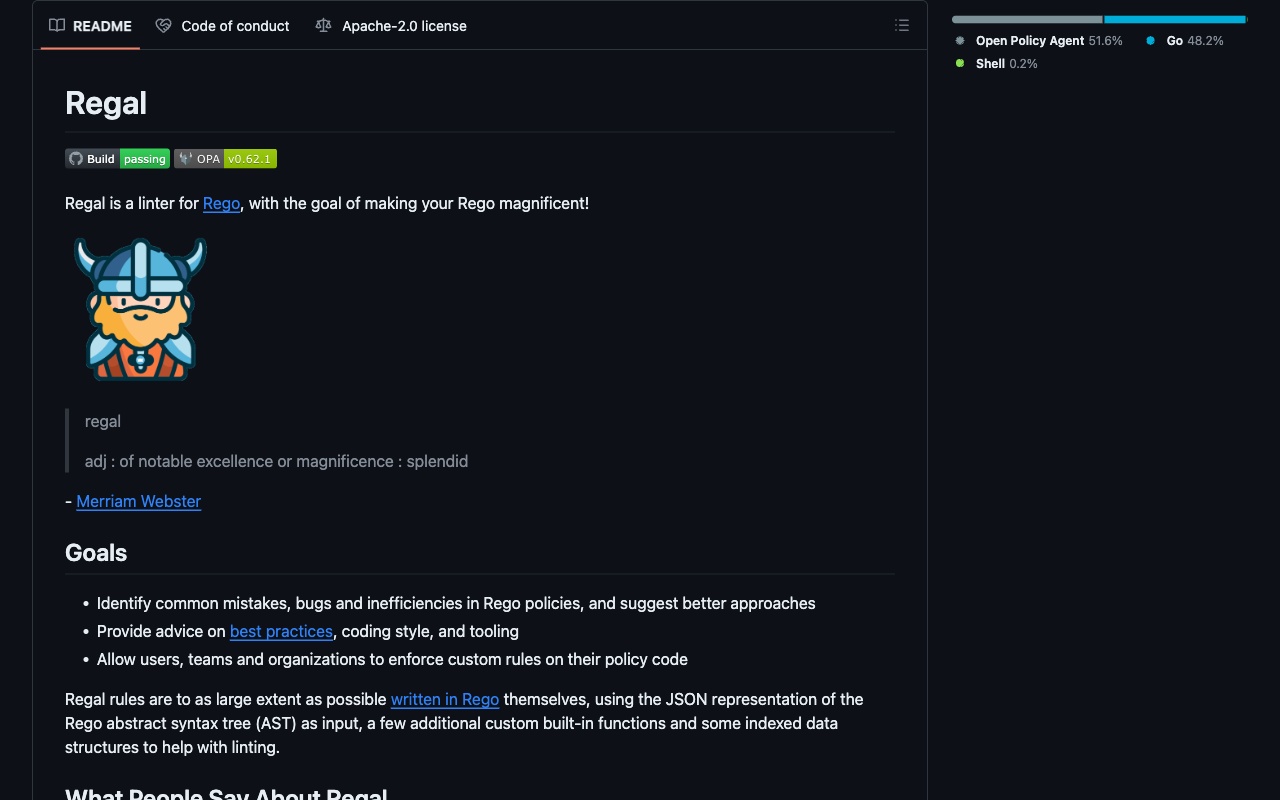 README
Code of conduct
Apache-2.0 license
Open Policy Agent 51.6%
Go 48.2%
Shell 0.2%
Regal
Build passing
OPA v0.62.1
Regal is a linter for Rego, with the goal of making your Rego magnificent!
regal
adj : of notable excellence or magnificence : splendid
- Merriam Webster
Goals
• Identify common mistakes, bugs and inefficiencies in Rego policies, and suggest better approaches
• Provide advice on best practices, coding style, and tooling
• Allow users, teams and organizations to enforce custom rules on their policy code
Regal rules are to as large extent as possible written in Rego themselves, using the JSON representation of the
Rego abstract syntax tree (AST) as input, a few additional custom built-in functions and some indexed data
structures to help with linting.
What People Say About Regal